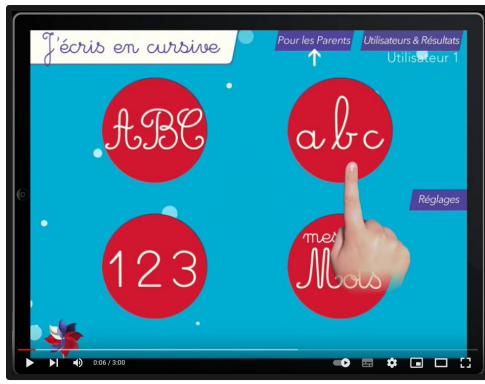 J'écris en cursive
Pour les Parents
Utilisateurs & Résultats
Utilisateur 1
ABC
abc
Réglages
123
mes
Mots
0:06 / 3:00